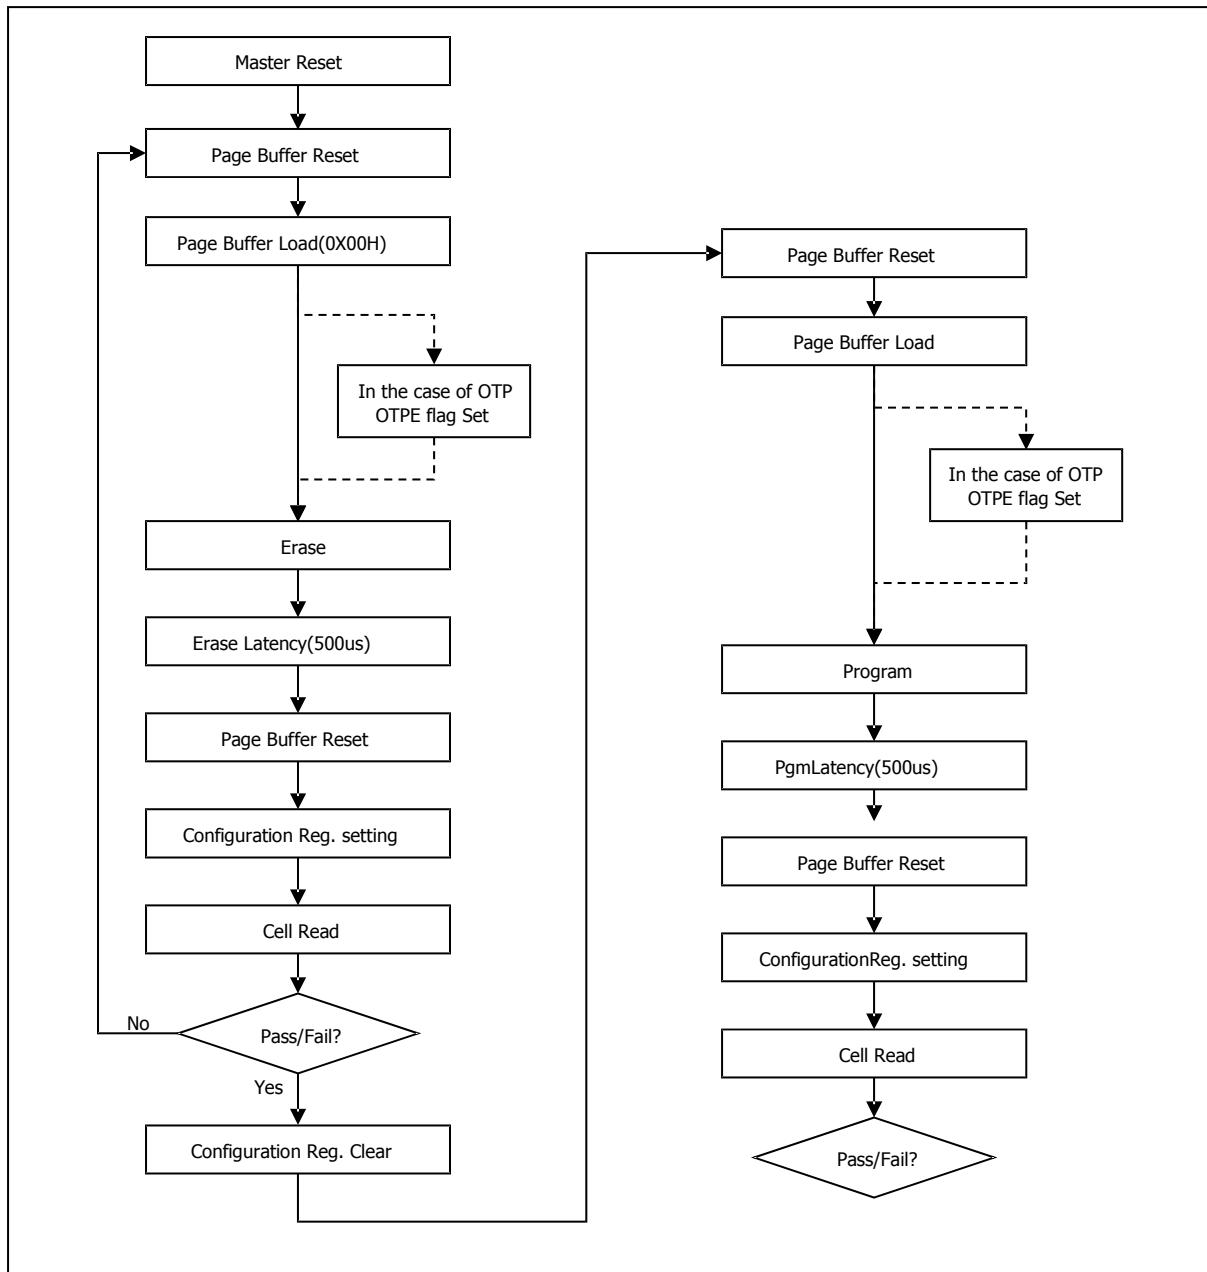 Master Reset
Page Buffer Reset
Page Buffer Load(0X00H)
In the case of OTP
OTPE flag Set
Erase
Erase Latency(500us)
Page Buffer Reset
Configuration Reg. setting
Cell Read
No
Pass/Fail?
Yes
Configuration Reg. Clear
Page Buffer Reset
Page Buffer Load
In the case of OTP
OTPE flag Set
Program
PgmLatency(500us)
Page Buffer Reset
ConfigurationReg. setting
Cell Read
Pass/Fail?